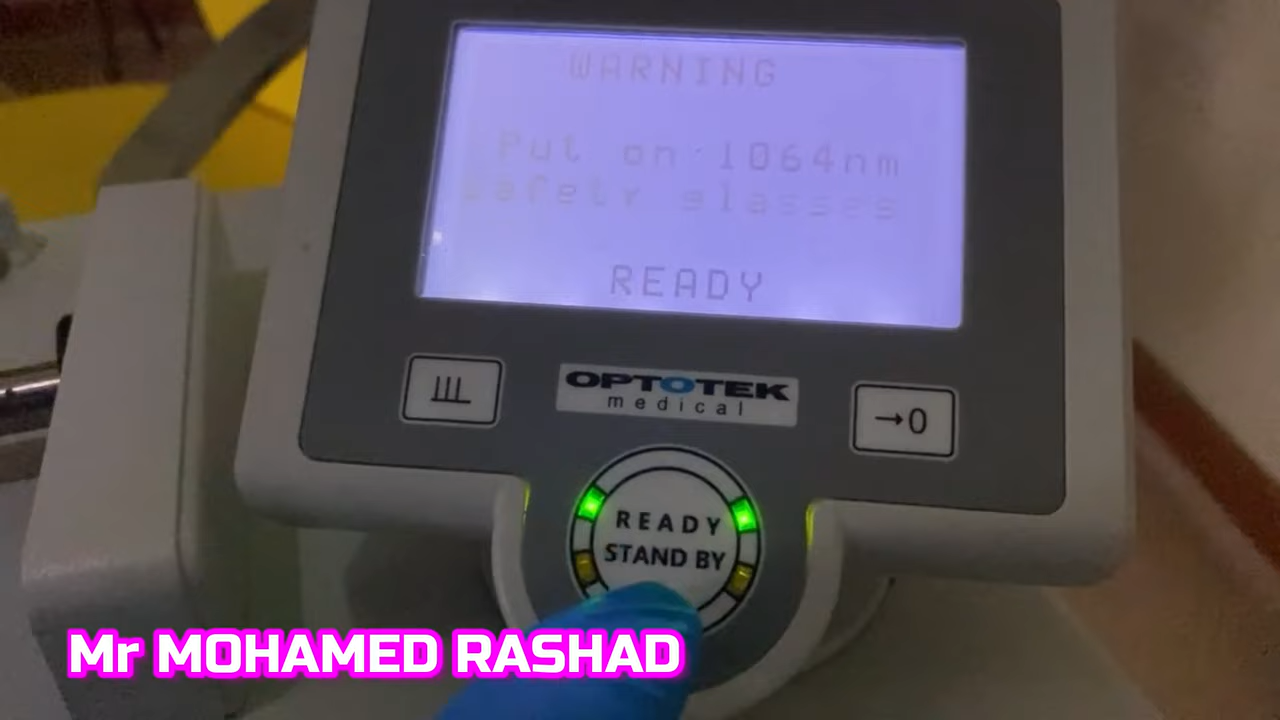 WARNING
Put on 1064nm
safety glasses
READY
OPTOTEK
medical
→0
READY
STAND BY
Mr MOHAMED RASHAD